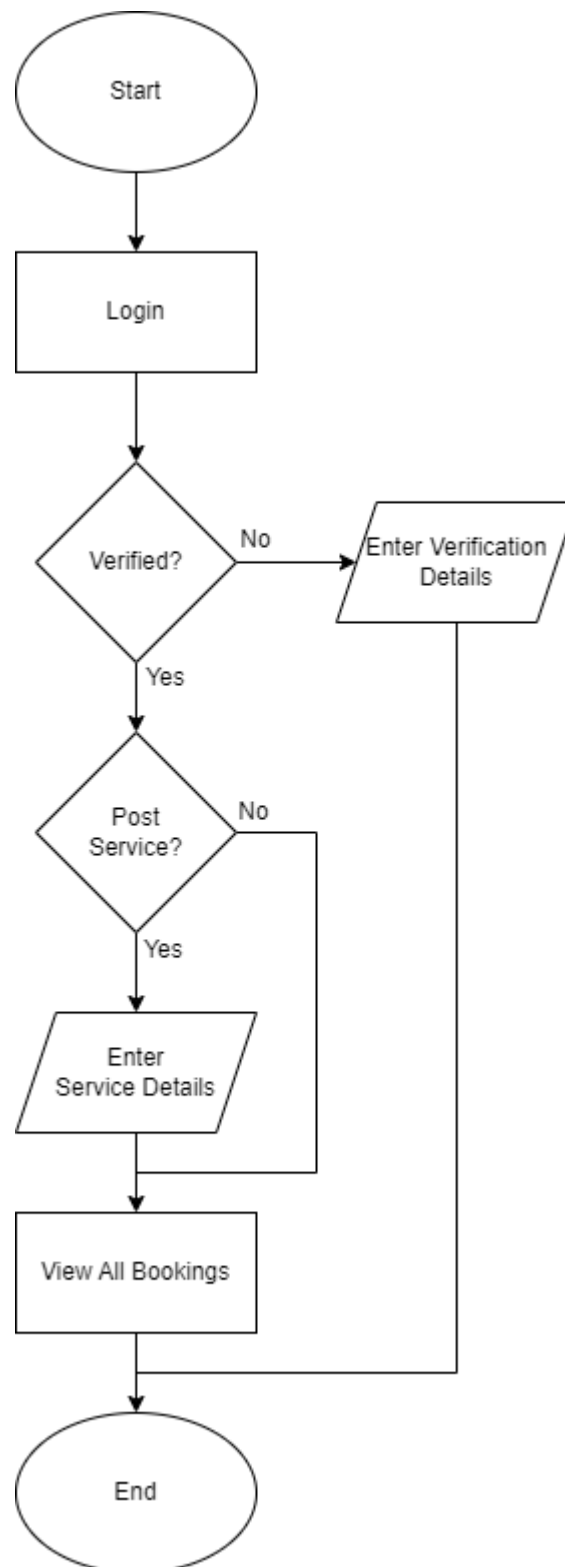 Start
Login
Verified?
No
Enter Verification
Details
Yes
Post
Service?
No
Yes
Enter
Service Details
View All Bookings
End